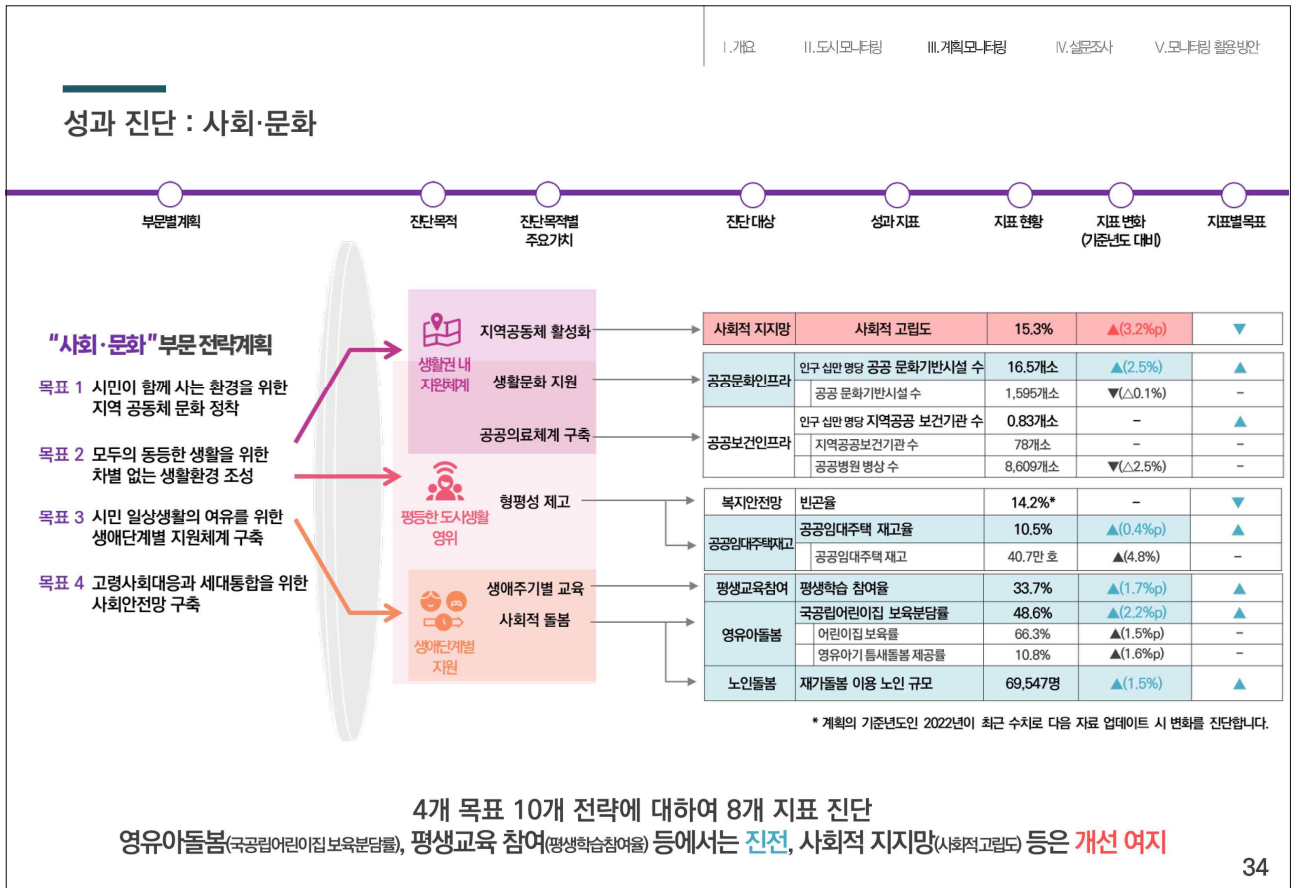 Ⅰ.개요 Ⅱ.도시모니터링 Ⅲ.계획모니터링 Ⅳ.설문조사 Ⅴ.모니터링 활용방안
성과 진단 : 사회·문화
부문별계획 진단목적 진단목적별 진단대상 성과지표 지표 현황 지표 변화 지표별목표
주요가치 (기준년도 대비)
"사회·문화"부문 전략계획
목표 1 시민이 함께 사는 환경을 위한
지역 공동체 문화 정착
목표 2 모두의 동등한 생활을 위한
차별 없는 생활환경 조성
목표 3 시민 일상생활의 여유를 위한
생애단계별 지원체계 구축
목표 4 고령사회대응과 세대통합을 위한
사회안전망 구축
생활권 내
지원체계
평등한 도시생활
영위
생애단계별
지원
지역공동체 활성화
생활문화 지원
공공의료체계 구축
형평성 제고
생애주기별 교육
사회적 돌봄
사회적 지지망 사회적 고립도 15.3% ▲(3.2%p) ▼
공공문화인프라 인구 십만 명당 공공 문화기반시설 수 16.5개소 ▲(2.5%) ▲
공공 문화기반시설 수 1,595개소 ▼(△0.1%) –
공공보건인프라 인구 십만 명당 지역공공 보건기관 수 0.83개소 – ▲
지역공공보건기관 수 78개소 – –
공공병원 병상 수 8,609개소 ▼(△2.5%) –
복지안전망 빈곤율 14.2%* – ▼
공공임대주택재고 공공임대주택 재고율 10.5% ▲(0.4%p) ▲
공공임대주택 재고 40.7만 호 ▲(4.8%) –
평생교육참여 평생학습 참여율 33.7% ▲(1.7%p) ▲
영유아돌봄 국공립어린이집 보육분담률 48.6% ▲(2.2%p) ▲
어린이집 보육률 66.3% ▲(1.5%p) –
영유아기 틈새돌봄 제공률 10.8% ▲(1.6%p) –
노인돌봄 재가돌봄 이용 노인 규모 69,547명 ▲(1.5%) ▲
* 계획의 기준년도인 2022년이 최근 수치로 다음 자료 업데이트 시 변화를 진단합니다.
4개 목표 10개 전략에 대하여 8개 지표 진단
영유아돌봄(국공립어린이집 보육분담률), 평생교육 참여(평생학습참여율) 등에서는 진전, 사회적 지지망(사회적고립도) 등은 개선 여지
34